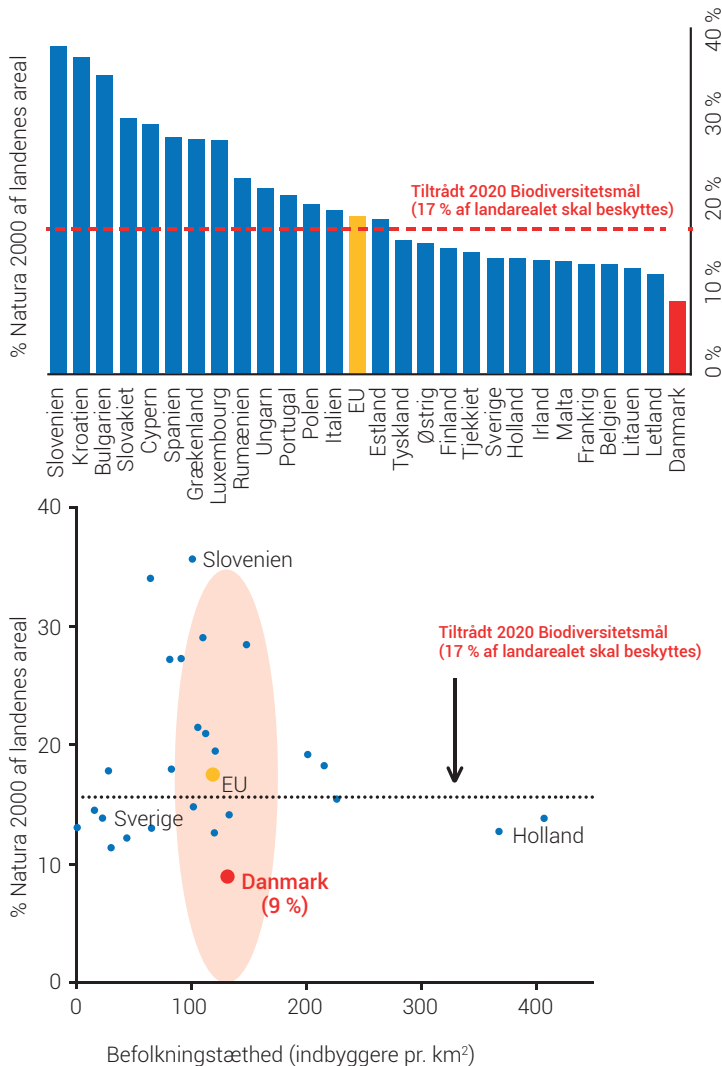 % Natura 2000 af landenes areal
40 %
30 %
20 %
10 %
0 %
Tiltrådt 2020 Biodiversitetsmål
(17 % af landarealet skal beskyttes)
Slovenien
Kroatien
Bulgarien
Slovakiet
Cypern
Spanien
Grækenland
Luxembourg
Rumænien
Ungarn
Portugal
Polen
Italien
EU
Estland
Tyskland
Østrig
Finland
Tjekkiet
Sverige
Holland
Irland
Malta
Frankrig
Belgien
Litauen
Letland
Danmark
% Natura 2000 af landenes areal
40
30
20
10
0
Slovenien
Tiltrådt 2020 Biodiversitetsmål
(17 % af landarealet skal beskyttes)
EU
Sverige
Holland
Danmark
(9 %)
0
100
200
300
400
Befolkningstæthed (indbyggere pr. km²)